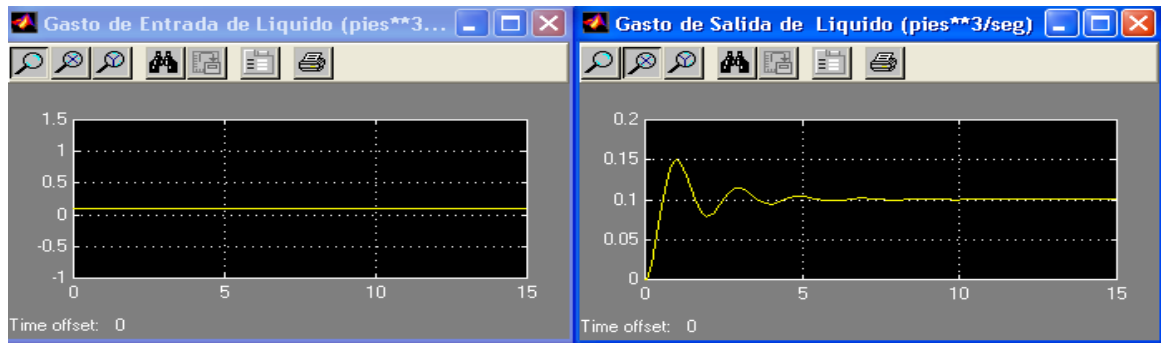 Gasto de Entrada de Liquido (pies**3...
1.5
1
0.5
0
-0.5
-1
0 5 10 15
Time offset: 0
Gasto de Salida de Liquido (pies**3/seg)
0.2
0.15
0.1
0.05
0
0 5 10 15
Time offset: 0